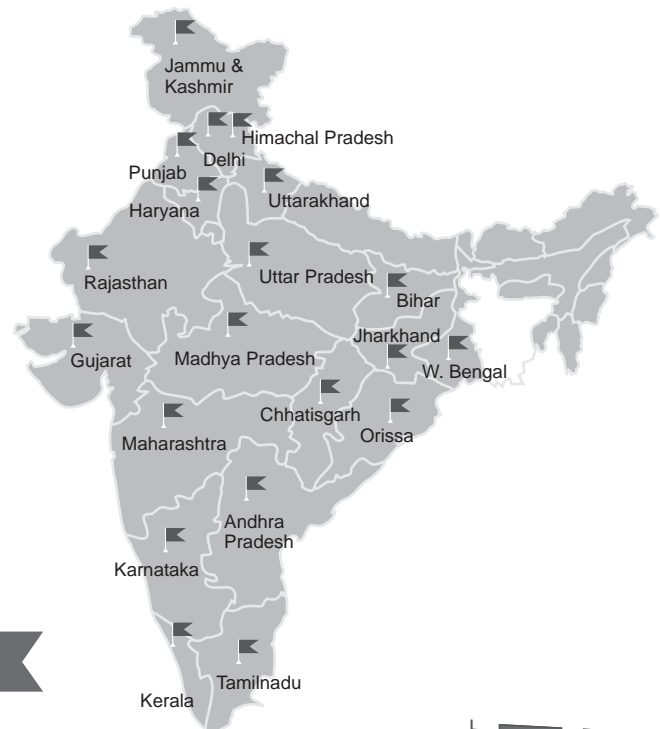 Jammu &
Kashmir
Himachal Pradesh
Delhi
Punjab
Uttarakhand
Haryana
Uttar Pradesh
Rajasthan
Bihar
Jharkhand
Gujarat
Madhya Pradesh
W. Bengal
Chhatisgarh
Orissa
Maharashtra
Andhra
Pradesh
Karnataka
Tamilnadu
Kerala